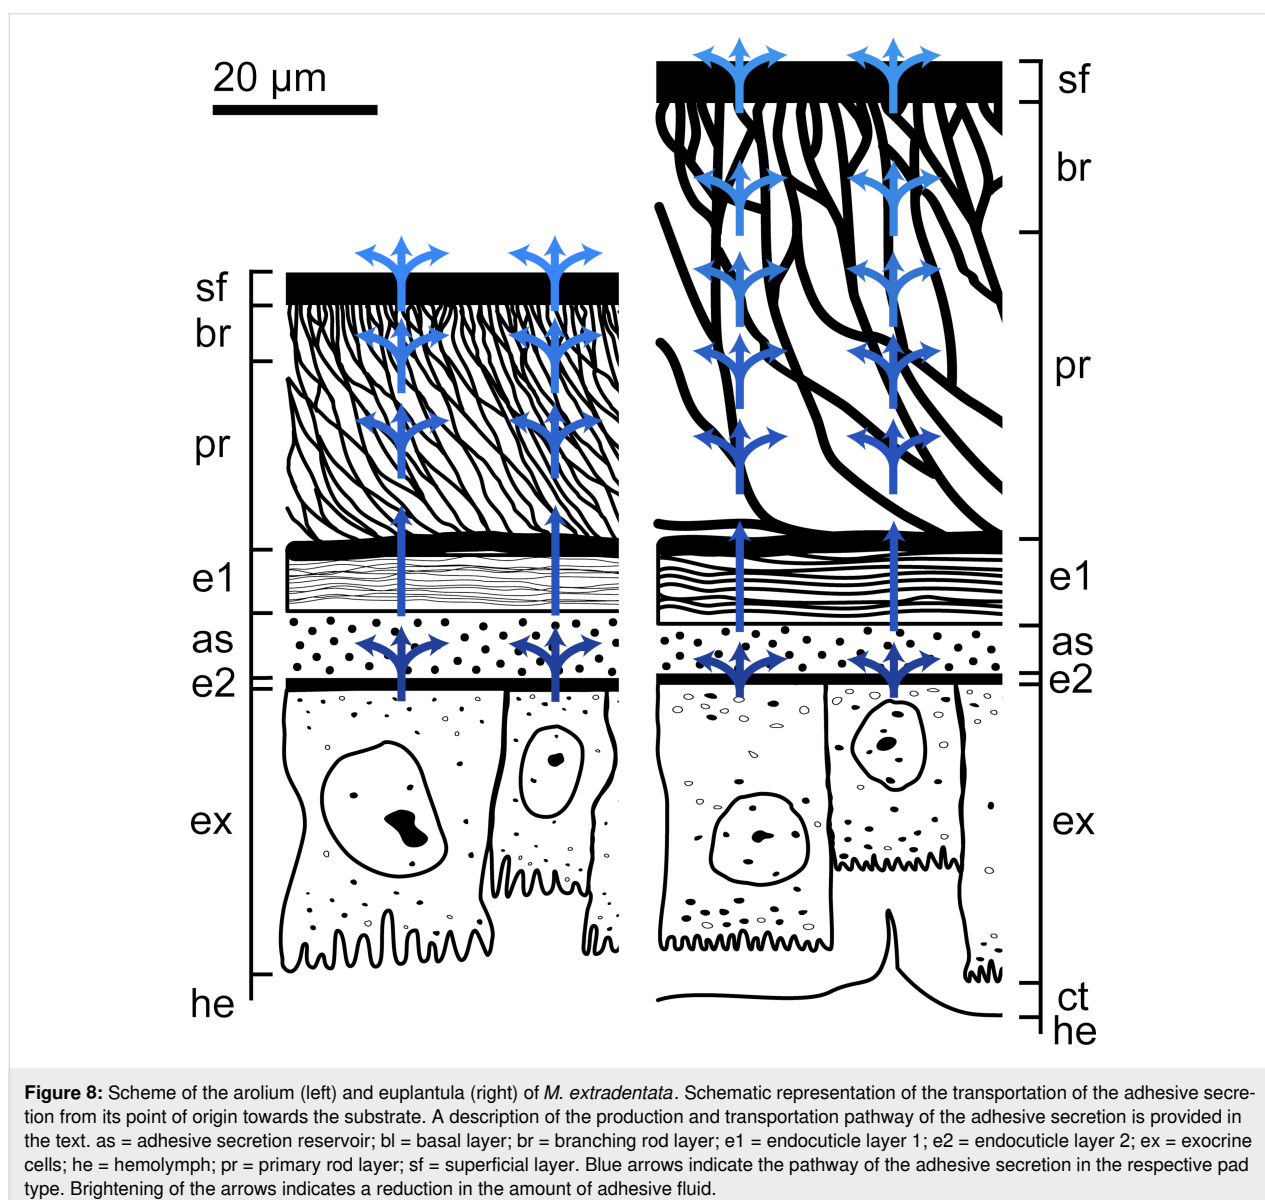 20 µm
sf
br
pr
e1
as
e2
ex
he
sf
br
pr
e1
as
e2
ex
ct
he
Figure 8: Scheme of the arolium (left) and euplantula (right) of M. extradentata. Schematic representation of the transportation of the adhesive secre-
tion from its point of origin towards the substrate. A description of the production and transportation pathway of the adhesive secretion is provided in
the text. as = adhesive secretion reservoir; bl = basal layer; br = branching rod layer; e1 = endocuticle layer 1; e2 = endocuticle layer 2; ex = exocrine
cells; he = hemolymph; pr = primary rod layer; sf = superficial layer. Blue arrows indicate the pathway of the adhesive secretion in the respective pad
type. Brightening of the arrows indicates a reduction in the amount of adhesive fluid.